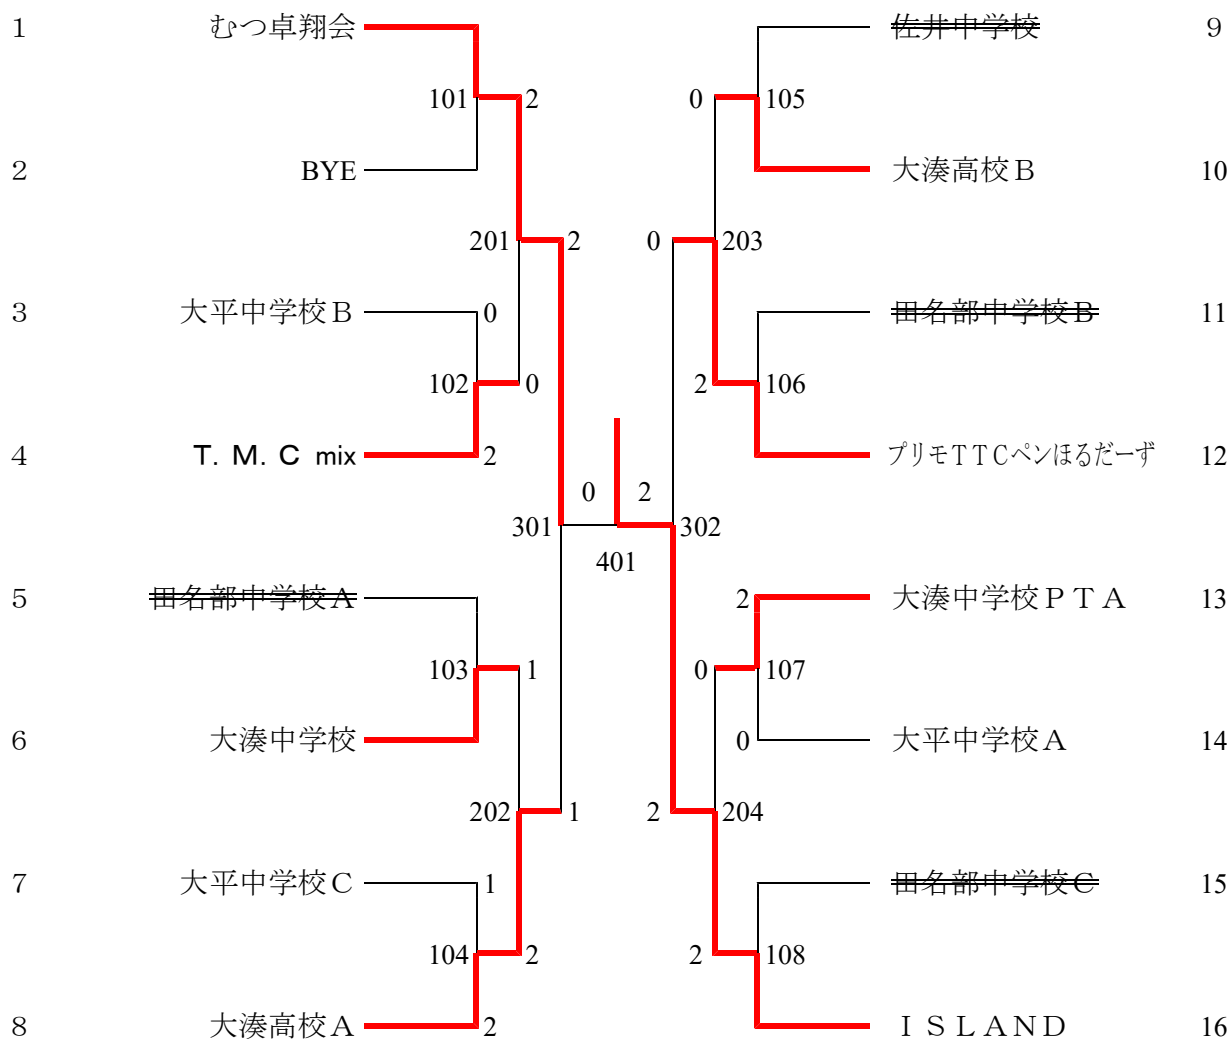 1 むつ卓翔会 佐井中学校 9
101 2 0 105
2 BYE 大湊高校B 10
201 2 0 203
3 大平中学校B 0 田名部中学校B 11
102 0 2 106
4 T. M. C mix 2 プリモTTCペンほるだーず 12
0 2
301 302
401
5 田名部中学校A 2 大湊中学校PTA 13
103 1 0 107
6 大湊中学校 0 大平中学校A 14
202 1 2 204
7 大平中学校C 1 田名部中学校C 15
104 2 2 108
8 大湊高校A 2 ISLAND 16